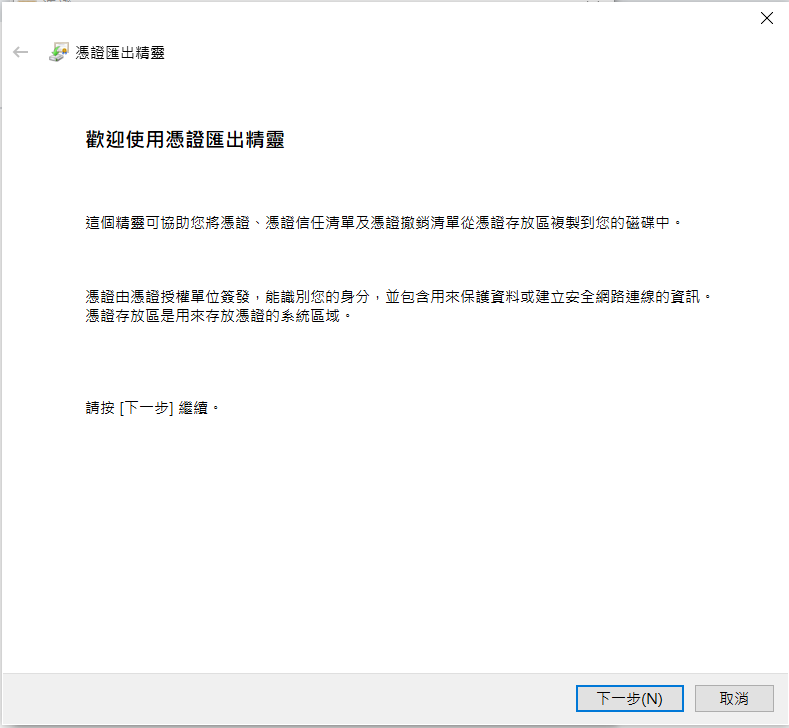 憑證匯出精靈
歡迎使用憑證匯出精靈
這個精靈可協助您將憑證、憑證信任清單及憑證撤銷清單從憑證存放區複製到您的磁碟中。
憑證由憑證授權單位簽發，能識別您的身分，並包含用來保護資料或建立安全網路連線的資訊。
憑證存放區是用來存放憑證的系統區域。
請按 [下一步] 繼續。
下一步(N)
取消